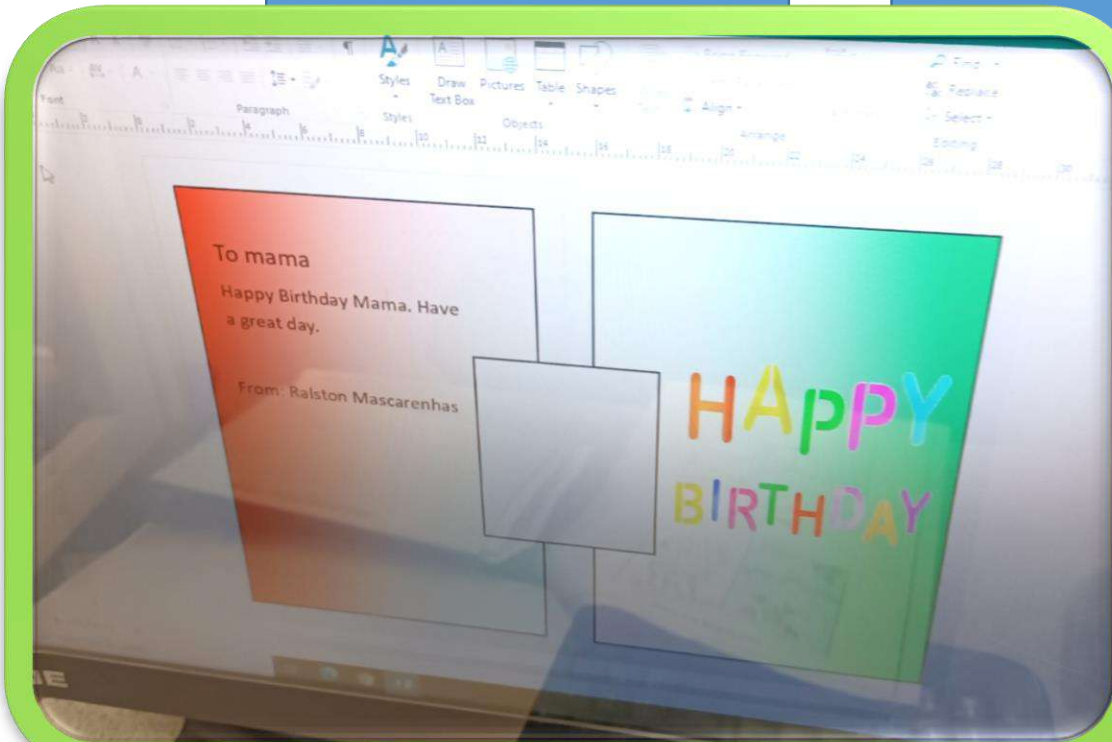 Styles
Draw
Text Box
Pictures
Table
Shapes
Find
Replace
Select
Align
Font
Paragraph
Styles
Objects
Arrange
Editing
To mama
Happy Birthday Mama. Have
a great day.
From: Ralston Mascarenhas
HAPPY
BIRTHDAY